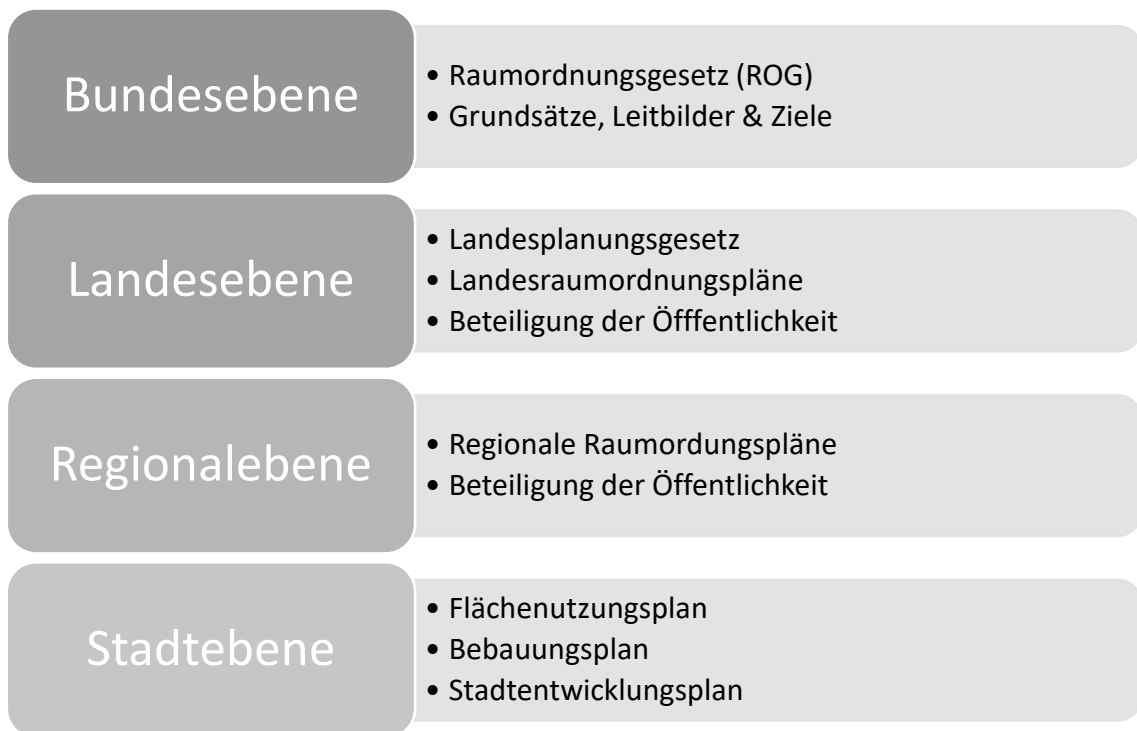 Bundesebene
• Raumordnungsgesetz (ROG)
• Grundsätze, Leitbilder & Ziele
Landesebene
• Landesplanungsgesetz
• Landesraumordnungspläne
• Beteiligung der Öfffentlichkeit
Regionalebene
• Regionale Raumordungspläne
• Beteiligung der Öffentlichkeit
Stadtebene
• Flächenutzungsplan
• Bebauungsplan
• Stadtentwicklungsplan